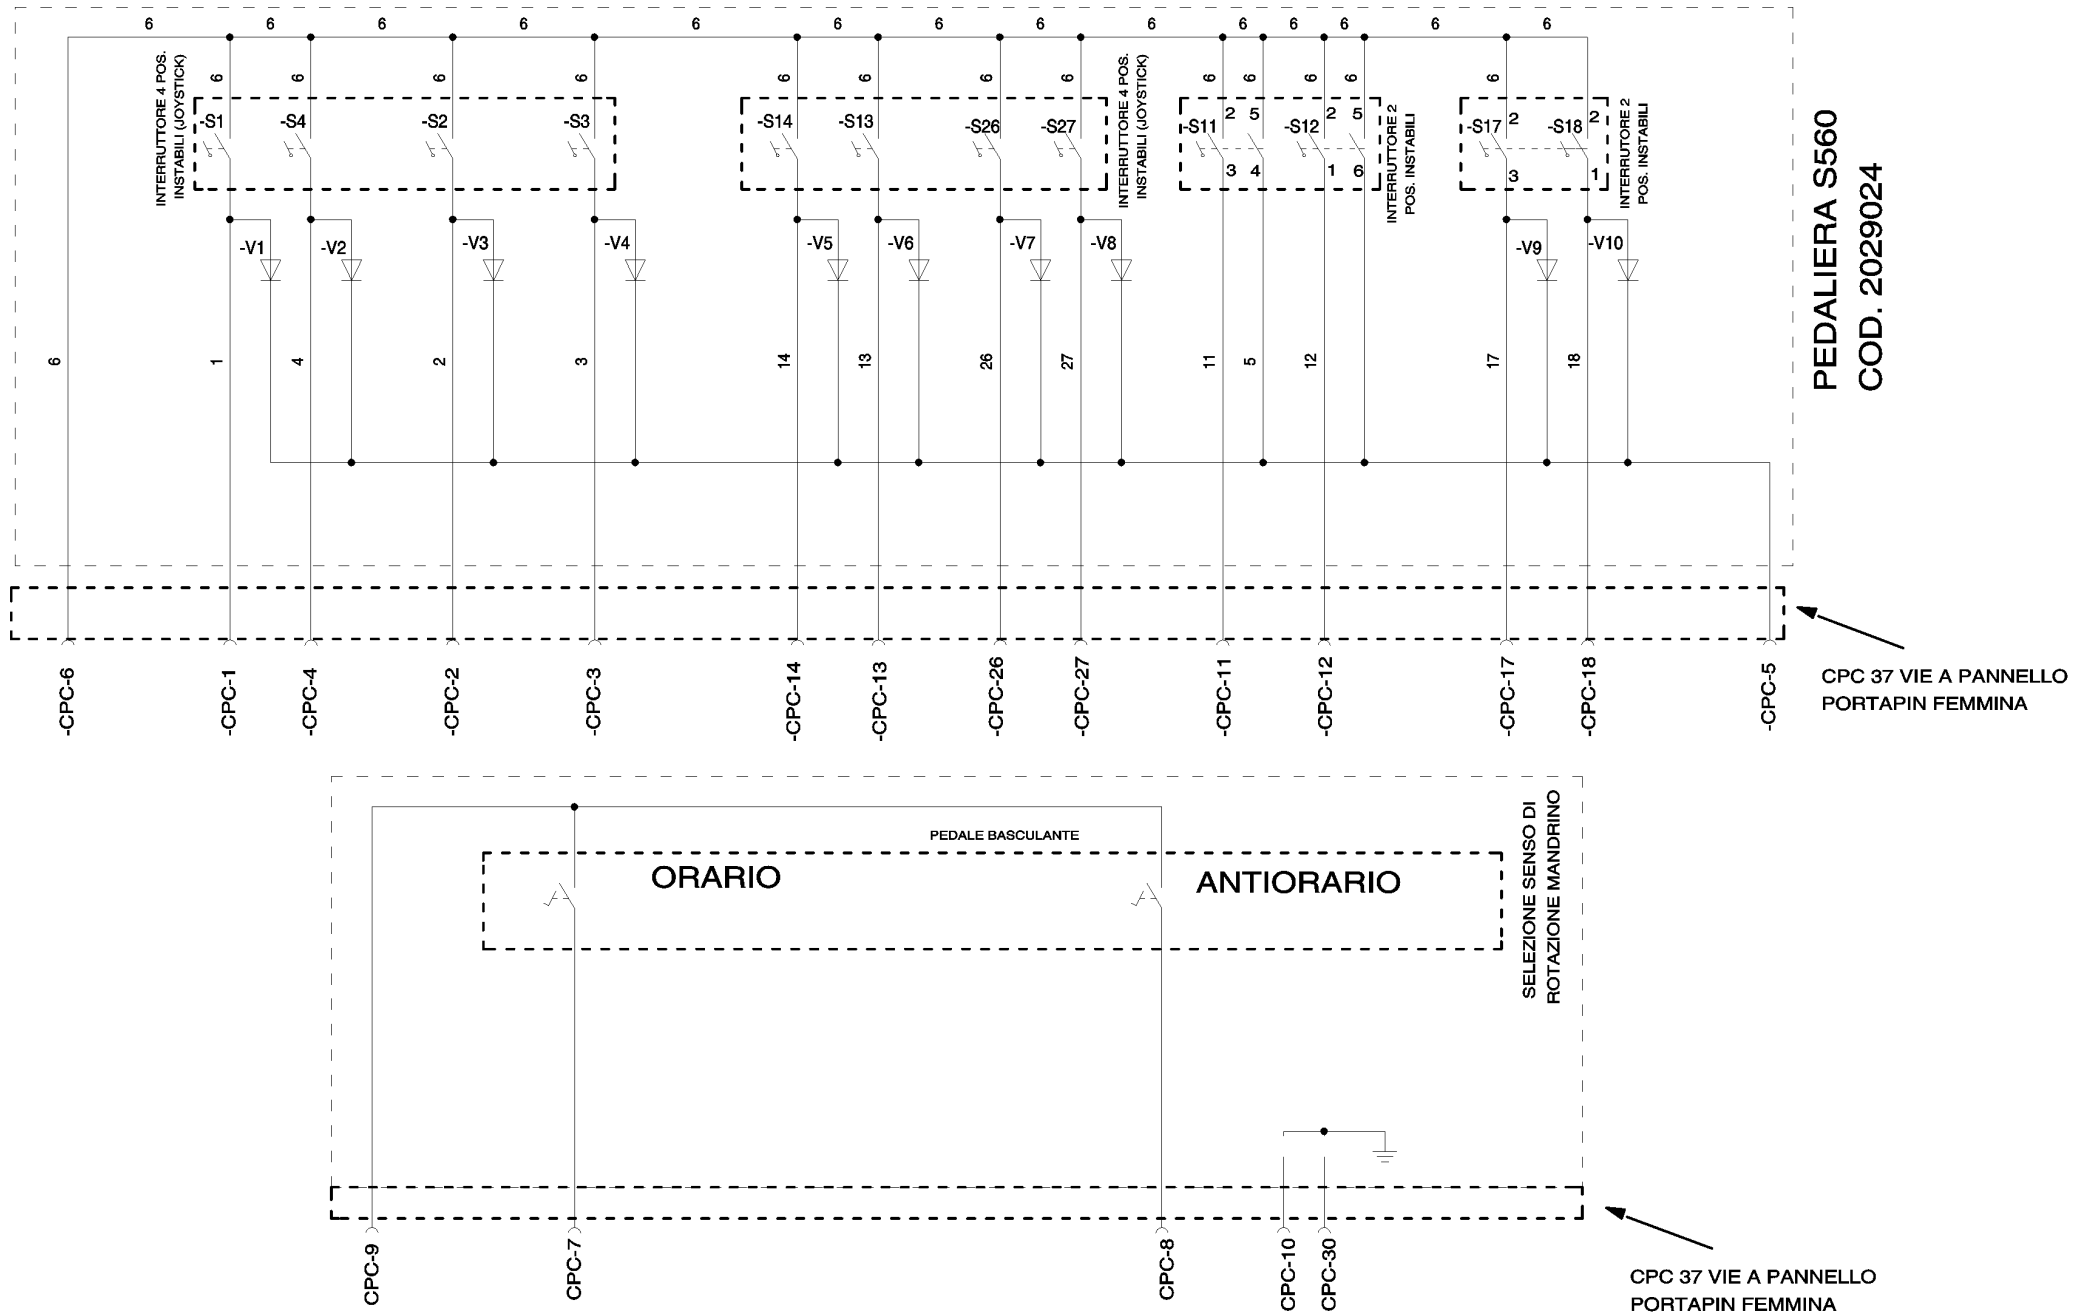 6 6 6 6 6 6 6 6 6 6 6 6 6 6
INTERRUTTORE 4 POS.
INSTABILI (JOYSTICK)
6 6 6 6 6 6 6 6
INTERRUTTORE 4 POS.
INSTABILI (JOYSTICK)
6 6 6 6
INTERRUTTORE 2
POS. INSTABILI
6
INTERRUTORE 2
POS. INSTABILI
-S1 -S4 -S2 -S3
-S14 -S13 -S26 -S27
2 5 2 5
-S11 -S12
3 4 1 6
2 2
-S17 -S18
3 1
-V1 -V2 -V3 -V4 -V5 -V6 -V7 -V8 -V9 -V10
6 1 4 2 3 14 13 26 27 11 5 12 17 18
PEDALIERA S560
COD. 2029024
-CPC-6
-CPC-1
-CPC-4
-CPC-2
-CPC-3
-CPC-14
-CPC-13
-CPC-26
-CPC-27
-CPC-11
-CPC-12
-CPC-17
-CPC-18
-CPC-5
CPC 37 VIE A PANNELLO
PORTAPIN FEMMINA
PEDALE BASCULANTE
ORARIO
ANTIORARIO
SELEZIONE SENSO DI
ROTAZIONE MANDRINO
CPC-9
CPC-7
CPC-8
CPC-10
CPC-30
CPC 37 VIE A PANNELLO
PORTAPIN FEMMINA